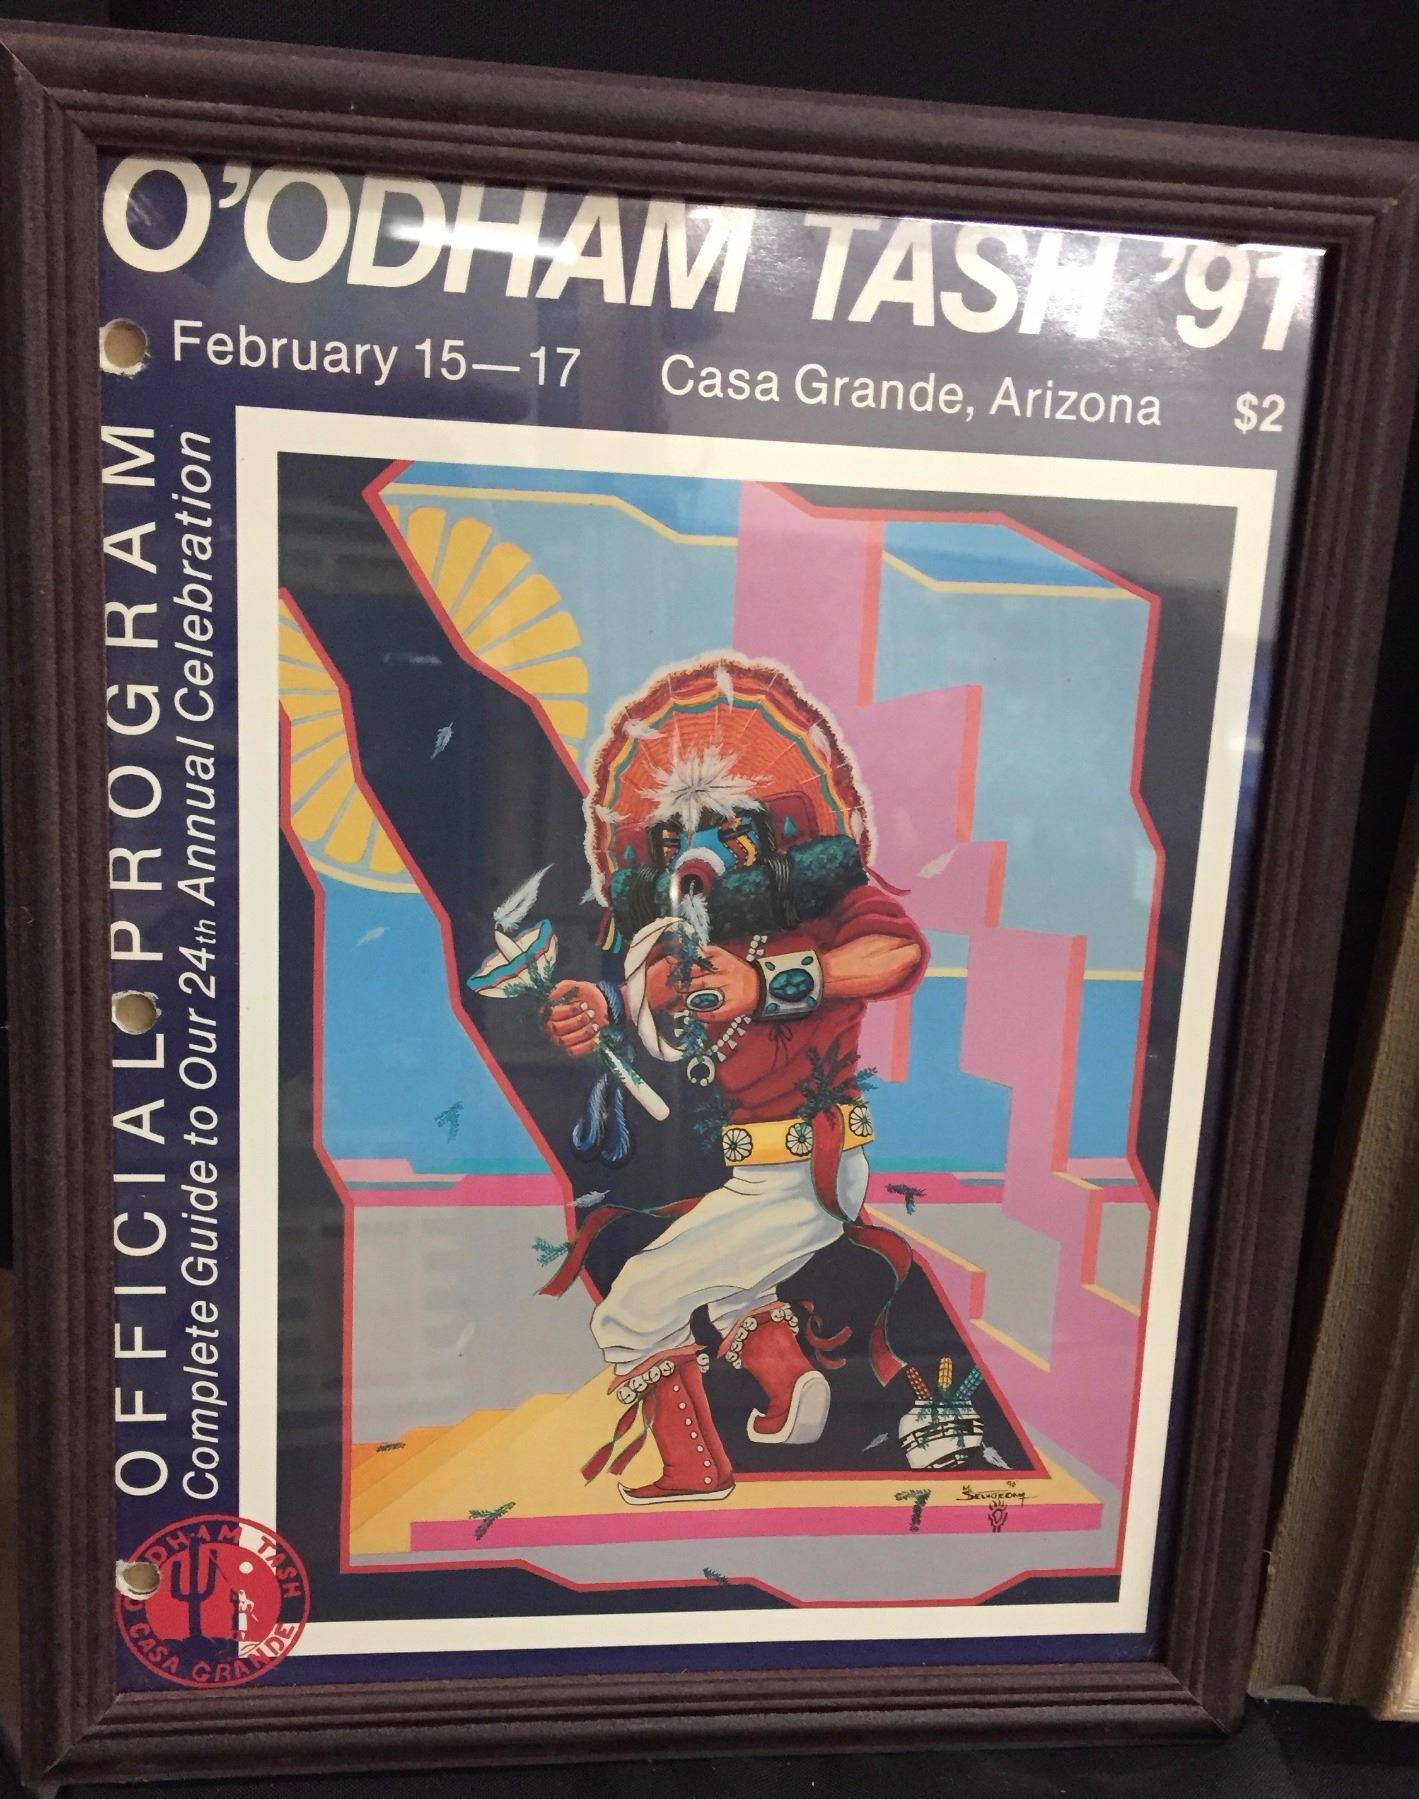 O'ODHAM TASH '91
February 15—17 Casa Grande, Arizona $2
OFFICIAL PROGRAM
Complete Guide to Our 24th Annual Celebration
'90
O'ODHAM TASH
CASA GRANDE